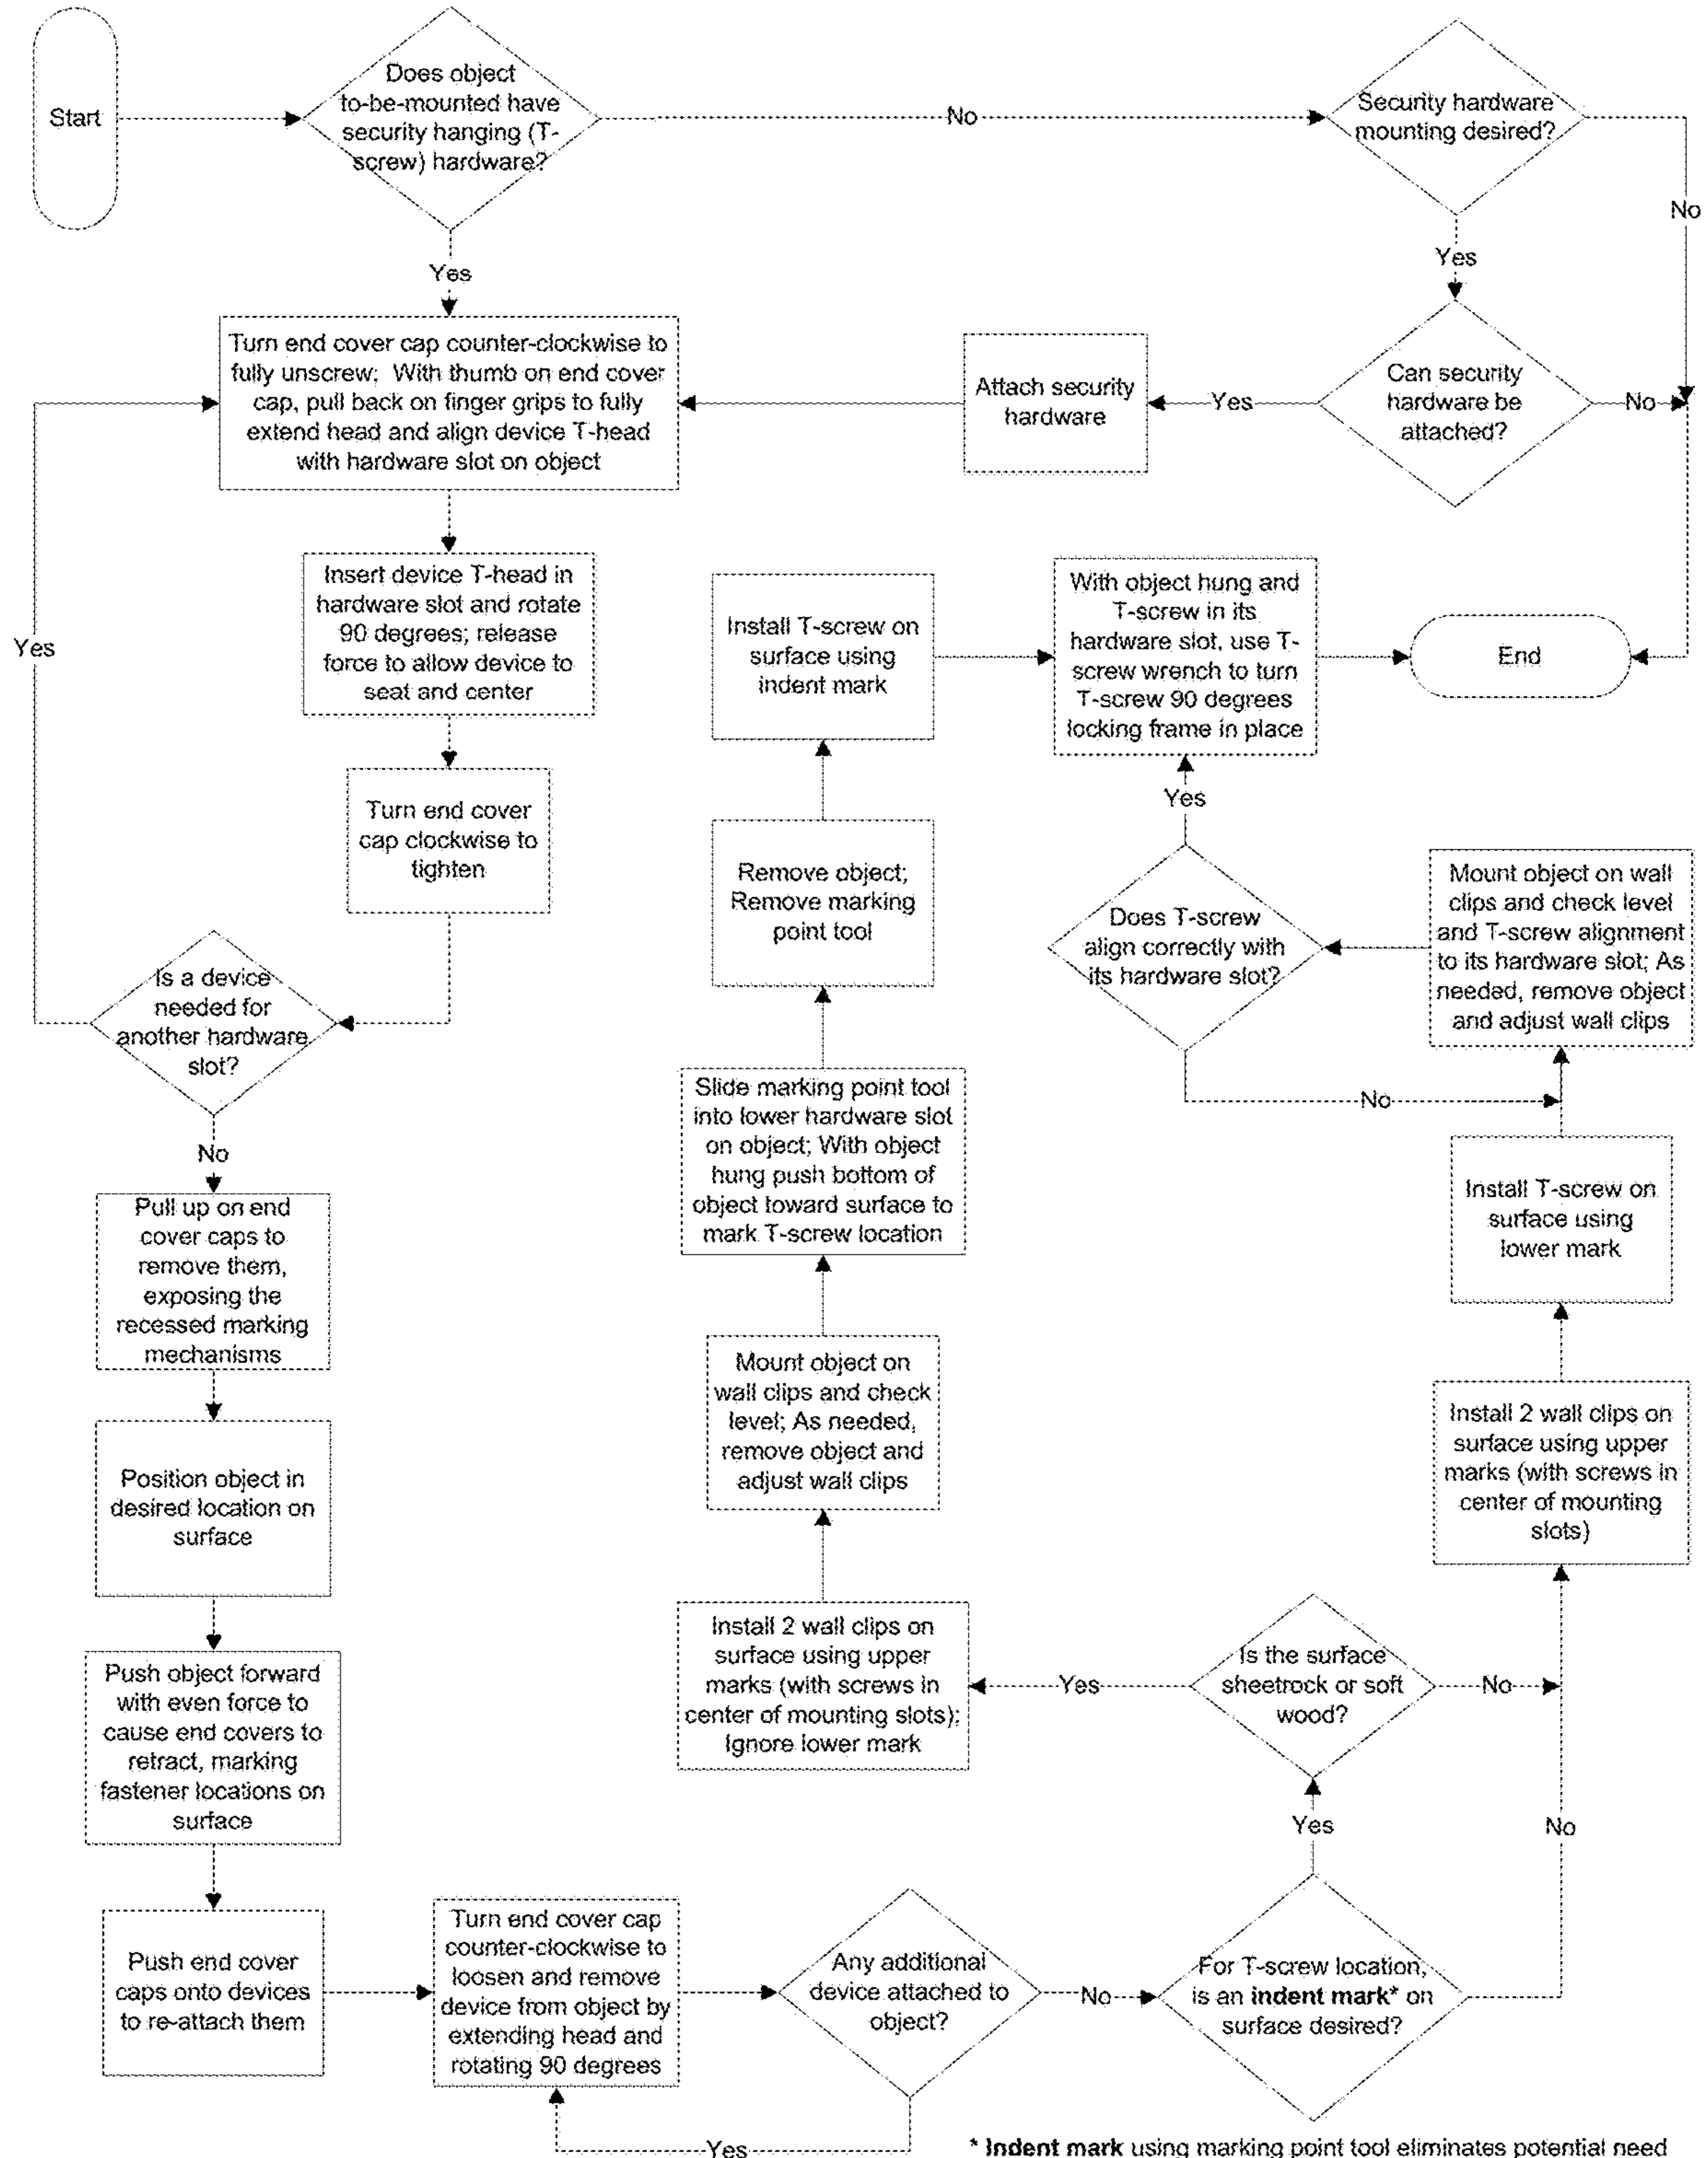 Start
Does object
to-be-mounted have
security hanging (T-
screw) hardware?
No
Security hardware
mounting desired?
No
Yes
Yes
Turn end cover cap counter-clockwise to
fully unscrew; With thumb on end cover
cap, pull back on finger grips to fully
extend head and align device T-head
with hardware slot on object
Attach security
hardware
Yes
Can security
hardware be
attached?
No
Insert device T-head in
hardware slot and rotate
90 degrees; release
force to allow device to
seat and center
Yes
Turn end cover
cap clockwise to
tighten
Is a device
needed for
another hardware
slot?
No
Pull up on end
cover caps to
remove them,
exposing the
recessed marking
mechanisms
Position object in
desired location on
surface
Push object forward
with even force to
cause end covers to
retract, marking
fastener locations on
surface
Push end cover
caps onto devices
to re-attach them
Turn end cover cap
counter-clockwise to
loosen and remove
device from object by
extending head and
rotating 90 degrees
Any additional
device attached to
object?
Yes
No
For T-screw location,
is an indent mark* on
surface desired?
Yes
No
Is the surface
sheetrock or soft
wood?
Yes
No
Install 2 wall clips on
surface using upper
marks (with screws in
center of mounting slots);
Ignore lower mark
Mount object on
wall clips and check
level; As needed,
remove object and
adjust wall clips
Slide marking point tool
into lower hardware slot
on object; With object
hung push bottom of
object toward surface to
mark T-screw location
Remove object;
Remove marking
point tool
Install T-screw on
surface using
indent mark
With object hung and
T-screw in its
hardware slot, use T-
screw wrench to turn
T-screw 90 degrees
locking frame in place
End
Yes
Does T-screw
align correctly with
its hardware slot?
No
Mount object on wall
clips and check level
and T-screw alignment
to its hardware slot; As
needed, remove object
and adjust wall clips
Install T-screw on
surface using
lower mark
Install 2 wall clips on
surface using upper
marks (with screws in
center of mounting
slots)
* Indent mark using marking point tool eliminates potential need